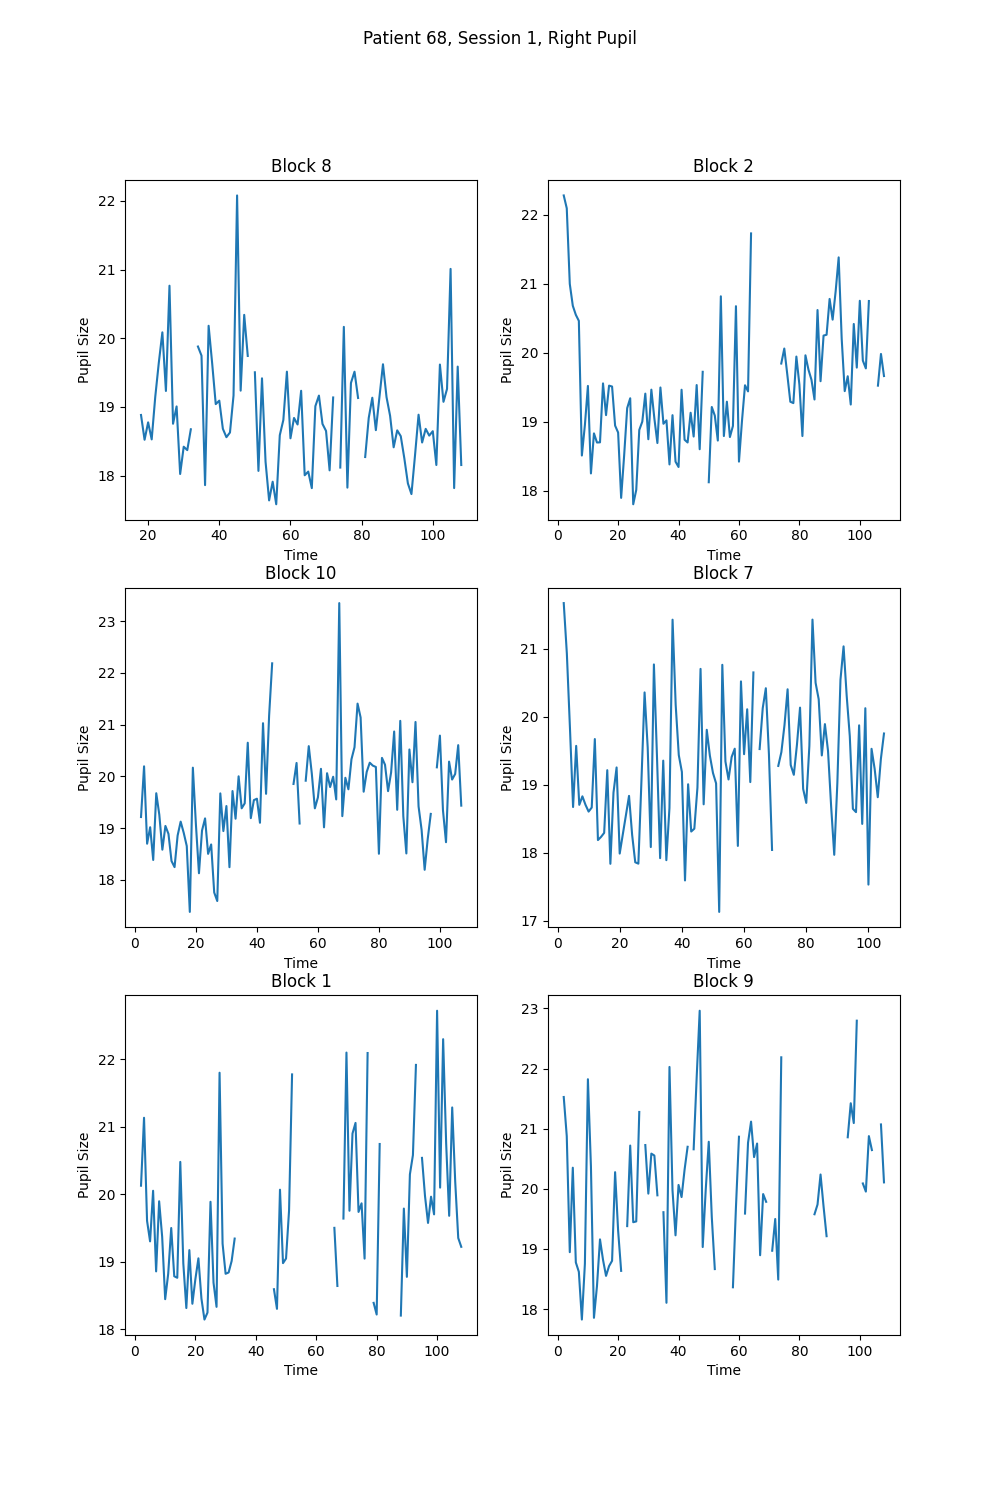 Patient 68, Session 1, Right Pupil
Block 8
Pupil Size
22
21
20
19
18
20 40 60 80 100
Time
Block 2
Pupil Size
22
21
20
19
18
0 20 40 60 80 100
Time
Block 10
Pupil Size
23
22
21
20
19
18
0 20 40 60 80 100
Time
Block 7
Pupil Size
21
20
19
18
17
0 20 40 60 80 100
Time
Block 1
Pupil Size
22
21
20
19
18
0 20 40 60 80 100
Time
Block 9
Pupil Size
23
22
21
20
19
18
0 20 40 60 80 100
Time